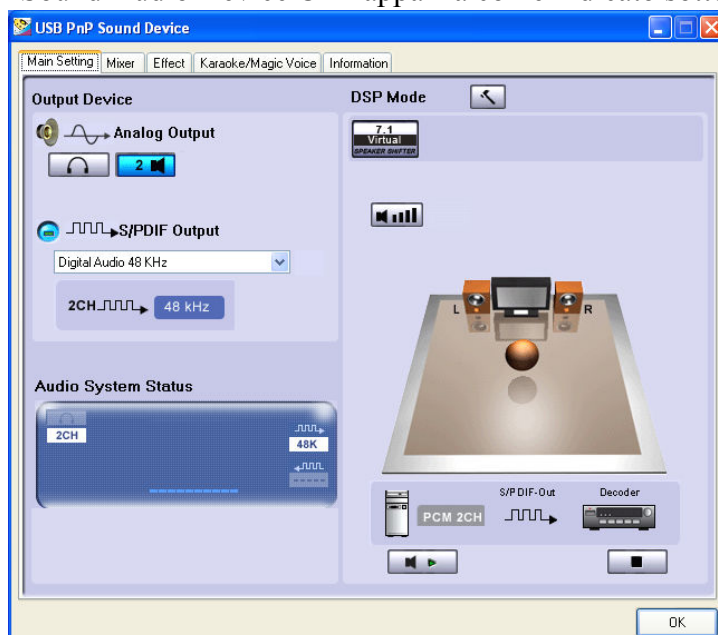 USB PnP Sound Device
Main Setting Mixer Effect Karaoke/Magic Voice Information
Output Device
Analog Output
2
S/PDIF Output
Digital Audio 48 KHz
2CH 48 kHz
Audio System Status
2CH
48K
DSP Mode
7.1
Virtual
SPEAKER SHIFTER
L R
S/PDIF-Out Decoder
PCM 2CH
OK